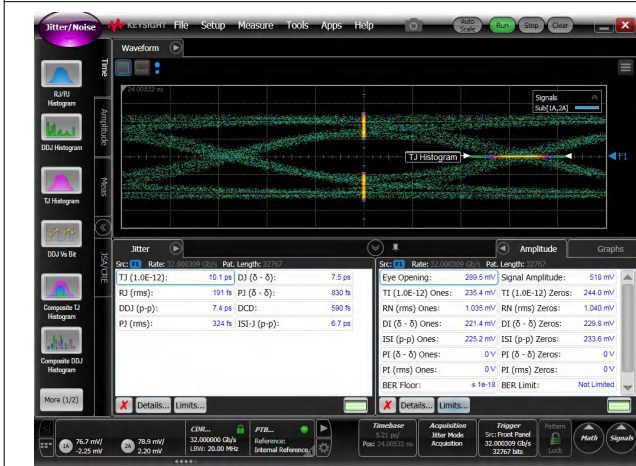 Jitter/Noise
KEYSIGHT File Setup Measure Tools Apps Help
Auto Scale
Run Stop Clear
Waveform
Time
Amplitude
Meas
JSA/CRE
RJ/PJ
Histogram
DDJ Histogram
TJ Histogram
DDJ Vs Bit
Composite TJ
Histogram
Composite DDJ
Histogram
More (1/2)
24.00532 ns
Signals
Sub[1A,2A]
TJ Histogram
F1
Jitter
Src: F1 Rate: 32.000309 Gb/s Pat. Length: 32767
TJ (1.0E-12): 10.1 ps DJ (δ - δ): 7.5 ps
RJ (rms): 191 fs PJ (δ - δ): 830 fs
DDJ (p-p): 7.4 ps DCD: 590 fs
PJ (rms): 324 fs ISI-J (p-p): 6.7 ps
Details... Limits...
Amplitude Graphs
Src: F1 Rate: 32.000309 Gb/s Pat. Length: 32767
Eye Opening: 289.5 mV Signal Amplitude: 518 mV
TI (1.0E-12) Ones: 235.4 mV TI (1.0E-12) Zeros: 244.0 mV
RN (rms) Ones: 1.035 mV RN (rms) Zeros: 1.040 mV
DI (δ - δ) Ones: 221.4 mV DI (δ - δ) Zeros: 229.8 mV
ISI (p-p) Ones: 225.2 mV ISI (p-p) Zeros: 233.6 mV
PI (δ - δ) Ones: 0 V PI (δ - δ) Zeros: 0 V
PI (rms) Ones: 0 V PI (rms) Zeros: 0 V
BER Floor: ≤ 1e-18 BER Limit: Not Limited
Details... Limits...
1A 76.7 mV/
-2.25 mV
2A 78.9 mV/
2.20 mV
CDR...
32.000000 Gb/s
LBW: 20.00 MHz
PTB...
Reference:
Internal Reference
Timebase
5.21 ps/
Pos: 24.00532 ns
Acquisition
Jitter Mode
Acquisition
Trigger
Src: Front Panel
32.00309 Gb/s
32767 bits
Pattern
Lock
Math
Signals